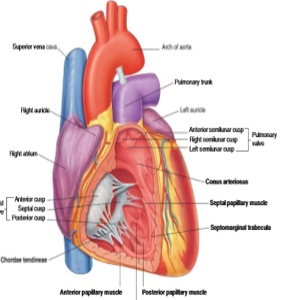 Superior vena cava
Arch of aorta
Pulmonary trunk
Right auricle
Left auricle
Anterior semilunar cusp
Right semilunar cusp
Left semilunar cusp
Pulmonary
valve
Right atrium
Conus arteriosus
Anterior cusp
Septal cusp
Posterior cusp
Septal papillary muscle
Septomarginal trabecula
Chordae tendineae
Anterior papillary muscle
Posterior papillary muscle